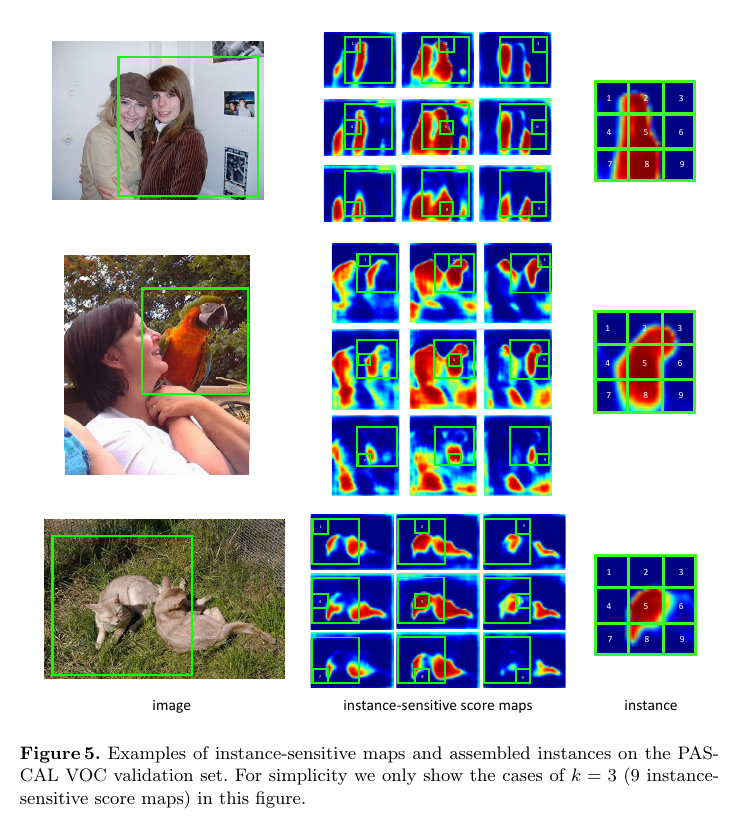 1 2 3
4 5 6
7 8 9
1 2 3
4 5 6
7 8 9
1 2 3
4 5 6
7 8 9
image
instance-sensitive score maps
instance
Figure 5. Examples of instance-sensitive maps and assembled instances on the PAS-
CAL VOC validation set. For simplicity we only show the cases of k = 3 (9 instance-
sensitive score maps) in this figure.